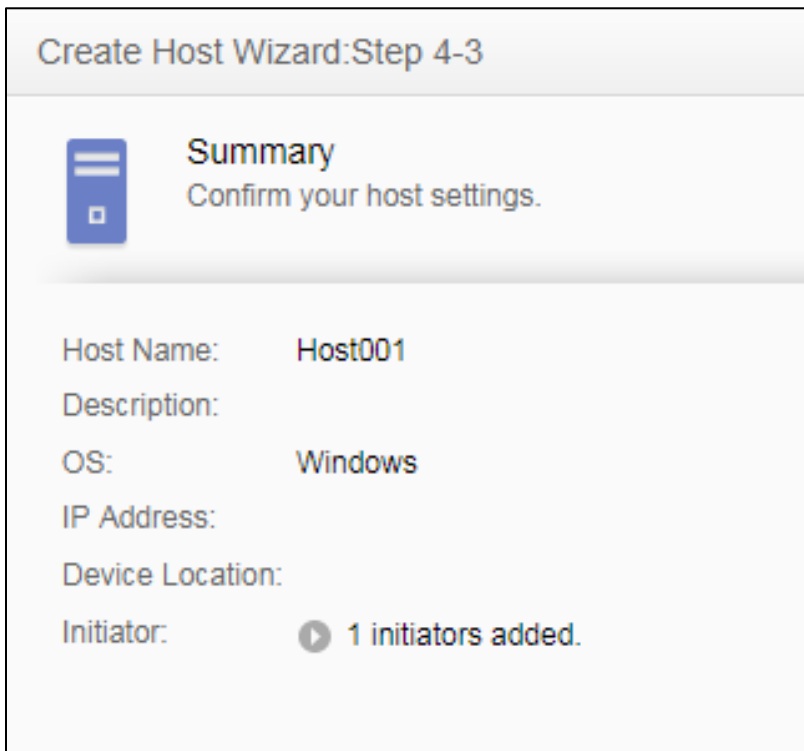 Create Host Wizard:Step 4-3
Summary
Confirm your host settings.
Host Name: Host001
Description:
OS: Windows
IP Address:
Device Location:
Initiator: 1 initiators added.